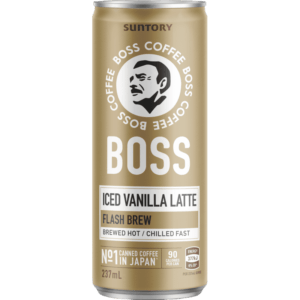 SUNTORY
BOSS COFFEE BOSS COFFEE BOSS COFFEE
BOSS
ICED VANILLA LATTE
FLASH BREW
BREWED HOT / CHILLED FAST
Nº1 CANNED COFFEE IN JAPAN
90
237mL